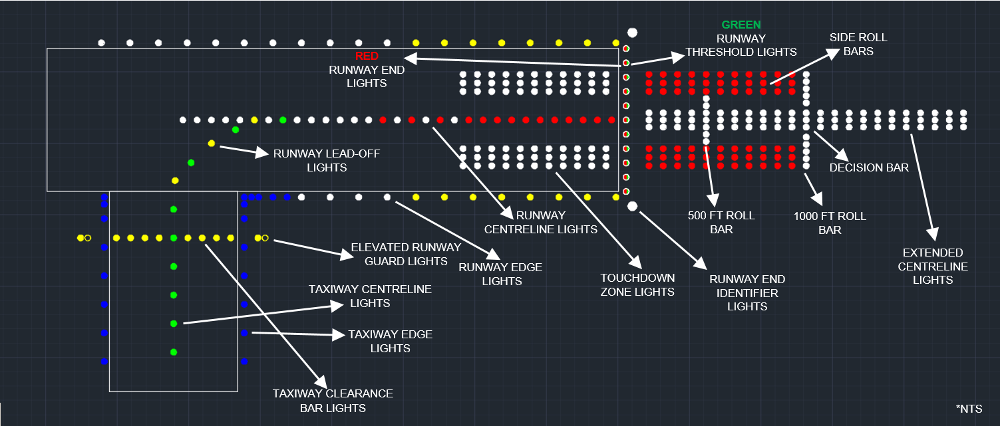 GREEN
RUNWAY
THRESHOLD LIGHTS
SIDE ROLL
BARS
RED
RUNWAY END
LIGHTS
RUNWAY LEAD-OFF
LIGHTS
DECISION BAR
RUNWAY
CENTRELINE LIGHTS
500 FT ROLL
BAR
1000 FT ROLL
BAR
ELEVATED RUNWAY
GUARD LIGHTS
RUNWAY EDGE
LIGHTS
EXTENDED
CENTRELINE
LIGHTS
TOUCHDOWN
ZONE LIGHTS
RUNWAY END
IDENTIFIER
LIGHTS
TAXIWAY CENTRELINE
LIGHTS
TAXIWAY EDGE
LIGHTS
TAXIWAY CLEARANCE
BAR LIGHTS
*NTS